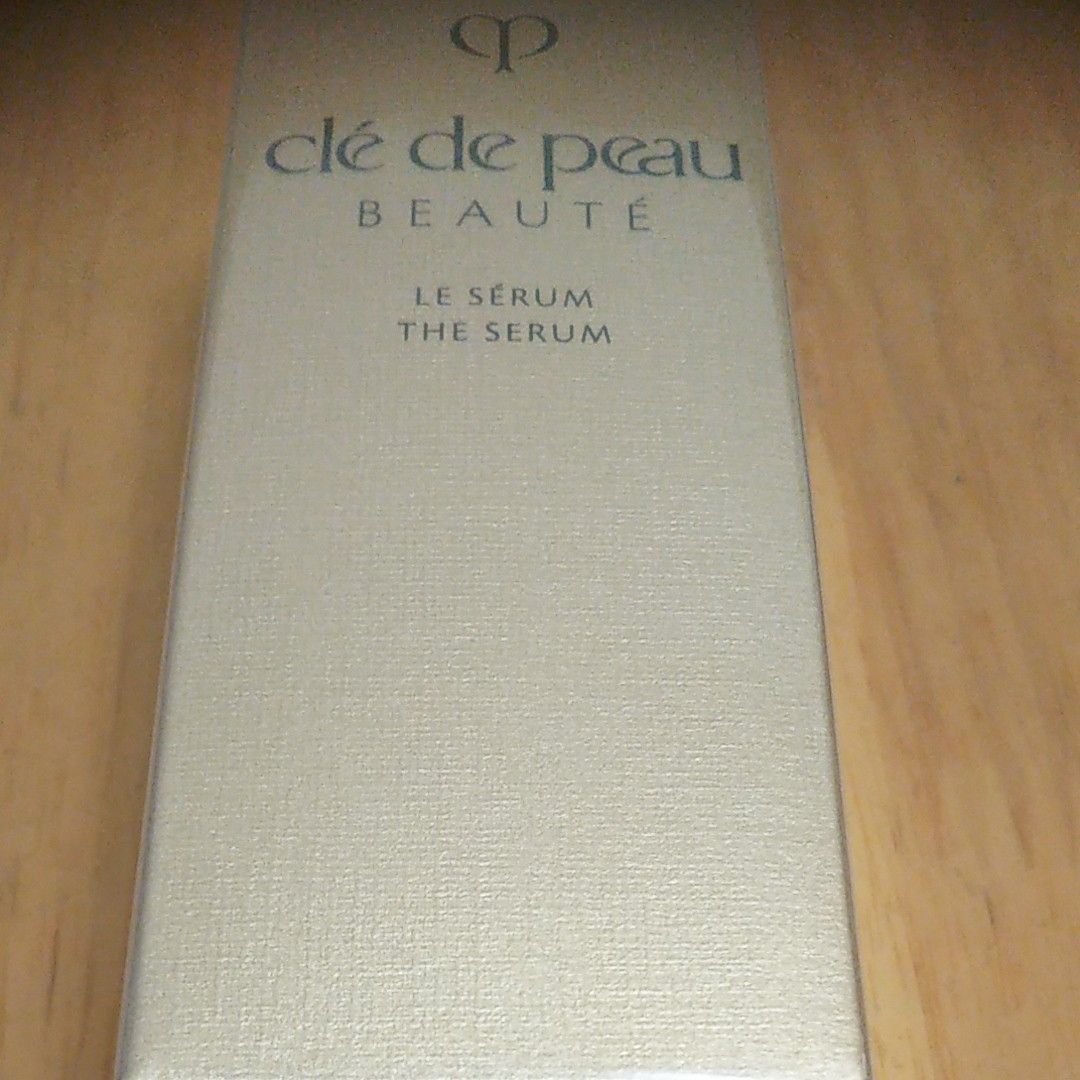 clé de peau
BEAUTÉ
LE SÉRUM
THE SERUM